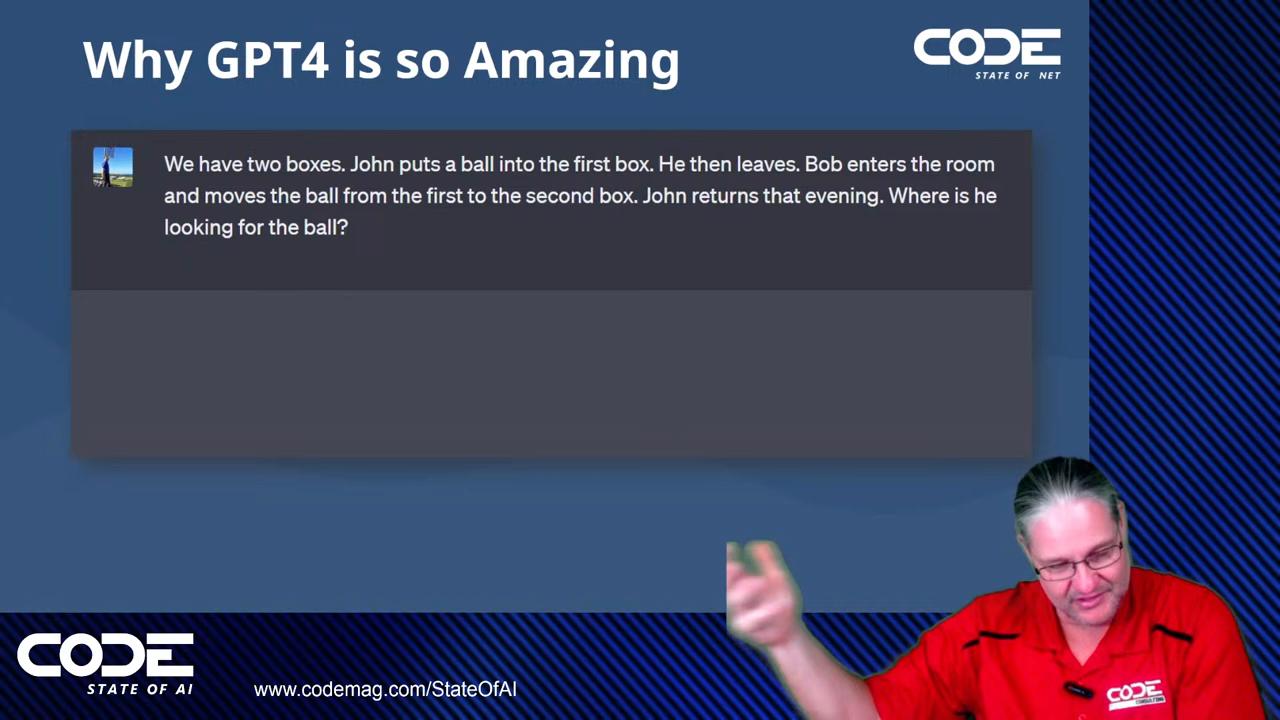 Why GPT4 is so Amazing
CODE
STATE OF NET
We have two boxes. John puts a ball into the first box. He then leaves. Bob enters the room
and moves the ball from the first to the second box. John returns that evening. Where is he
looking for the ball?
CODE
STATE OF AI
www.codemag.com/StateOfAI
CODE
CONSULTING